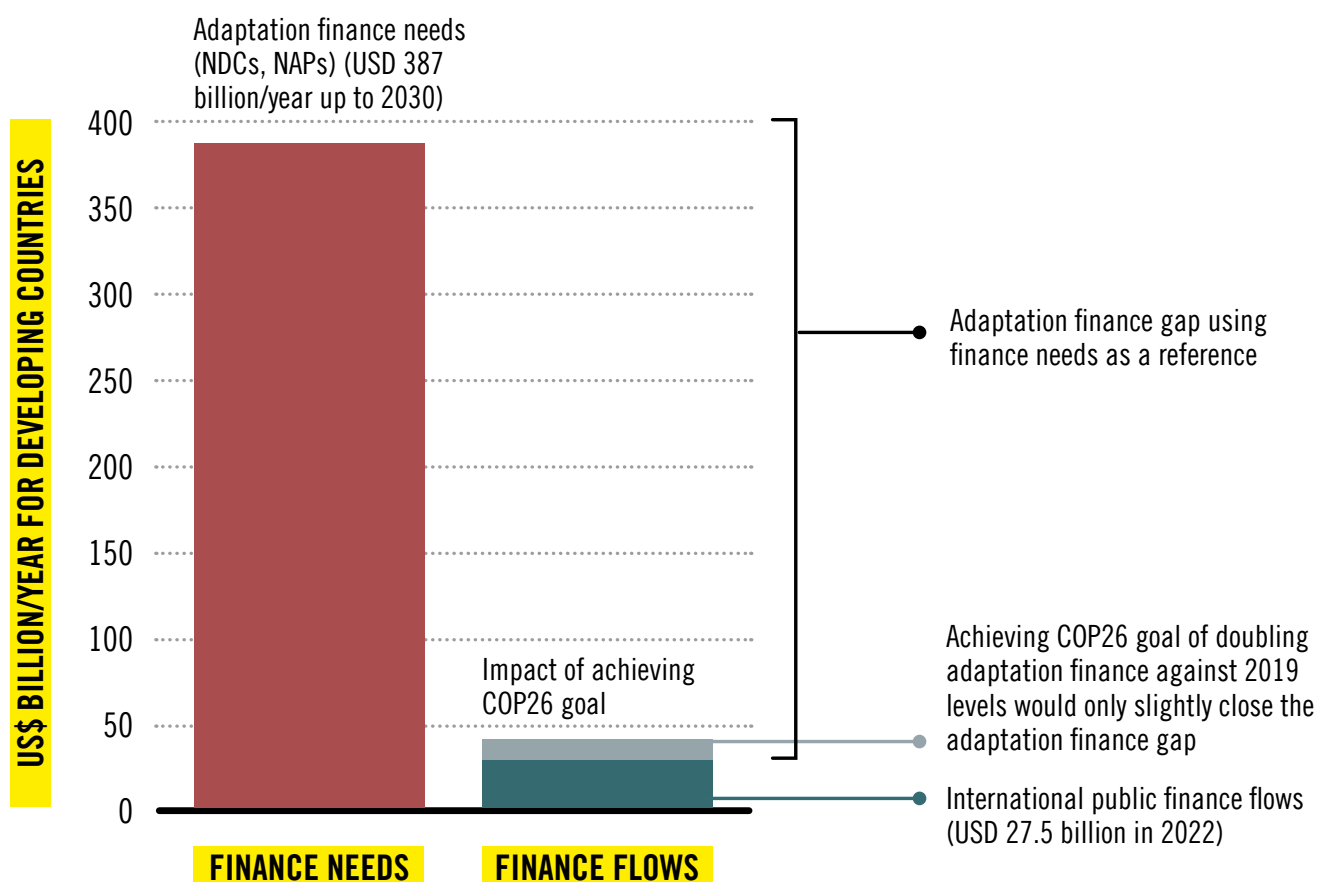 Adaptation finance needs
(NDCs, NAPs) (USD 387
billion/year up to 2030)
US$ BILLION/YEAR FOR DEVELOPING COUNTRIES
400
350
300
250
200
150
100
50
0
Adaptation finance gap using
finance needs as a reference
Impact of achieving
COP26 goal
Achieving COP26 goal of doubling
adaptation finance against 2019
levels would only slightly close the
adaptation finance gap
International public finance flows
(USD 27.5 billion in 2022)
FINANCE NEEDS
FINANCE FLOWS